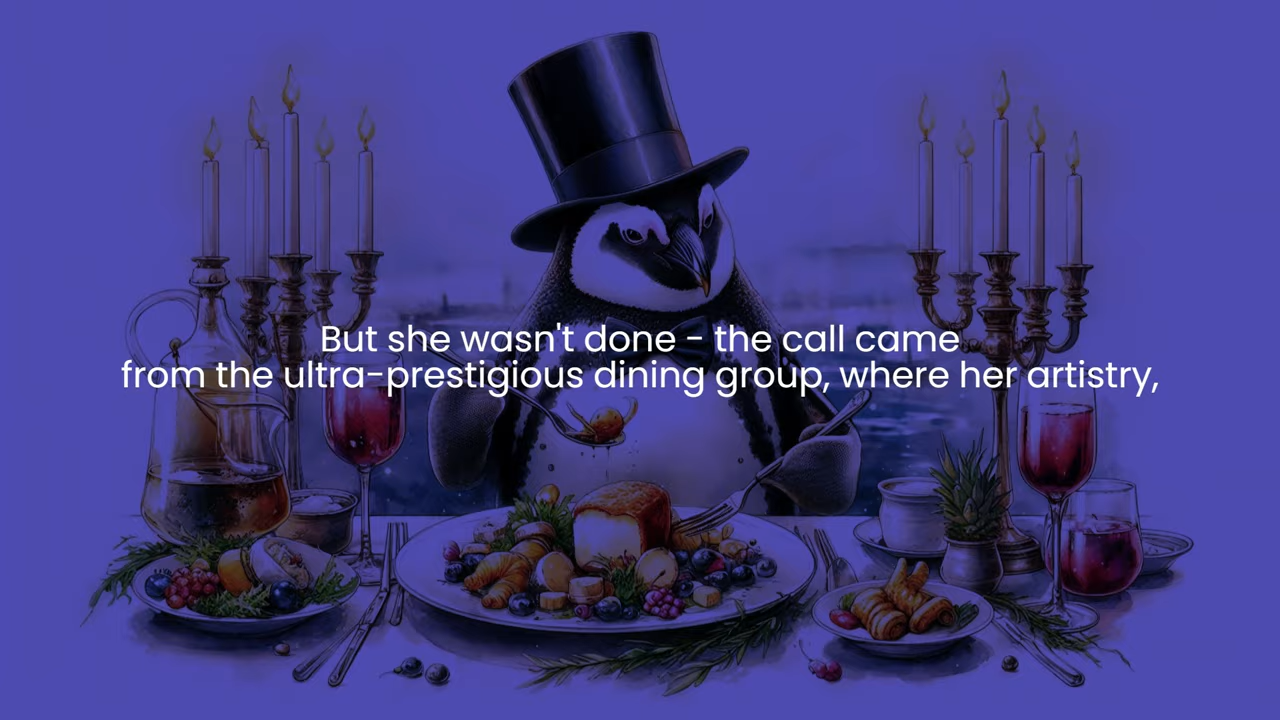 But she wasn't done - the call came
from the ultra-prestigious dining group, where her artistry,